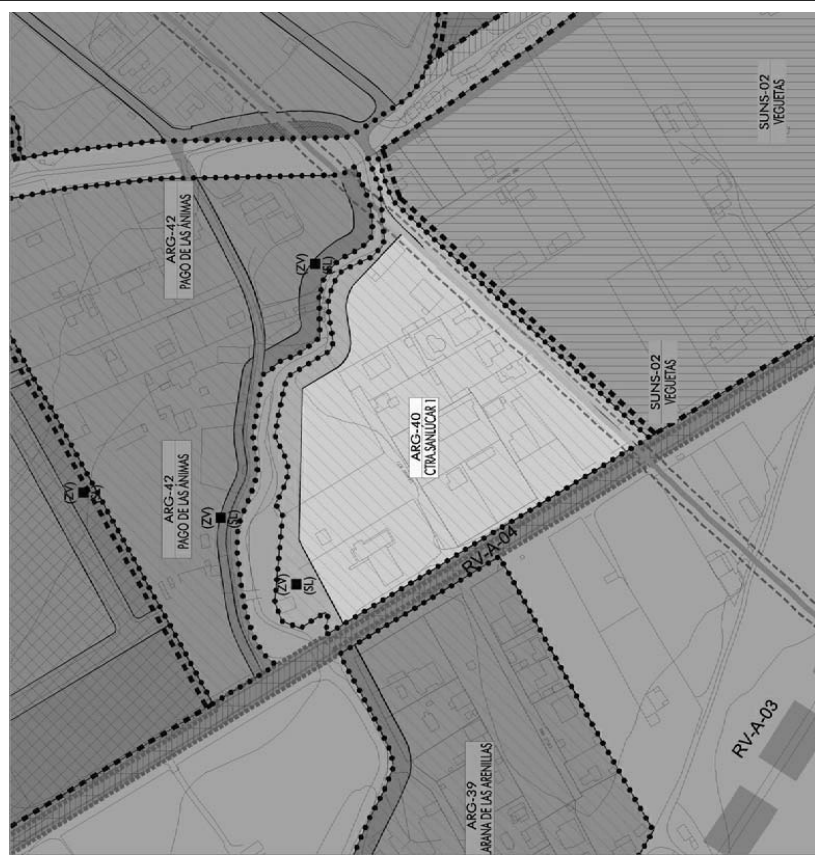 SUNS-02
VEGUETAS
ARG-42
PAGO DE LAS ÁNIMAS
(ZV)
(SL)
SUNS-02
VEGUETAS
ARG-40
CTRA.SANLÚCAR 1
ARG-42
PAGO DE LAS ÁNIMAS
(ZV)
(SL)
(ZV)
(SL)
(ZV)
(SL)
RV-A-04
RV-A-03
ARG-39
LARANA DE LAS ARENILLAS